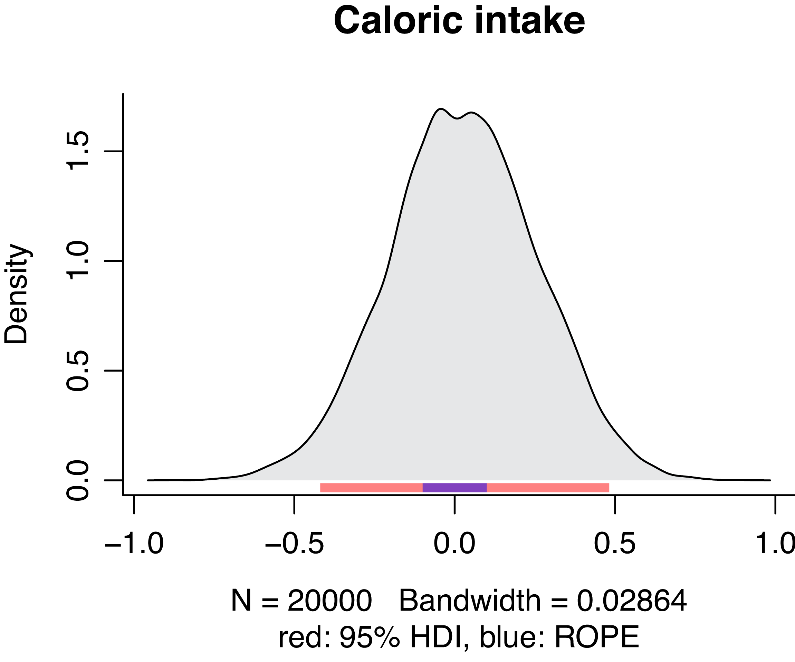 Caloric intake
Density
0.0
0.5
1.0
1.5
−1.0
−0.5
0.0
0.5
1.0
N = 20000 Bandwidth = 0.02864
red: 95% HDI, blue: ROPE